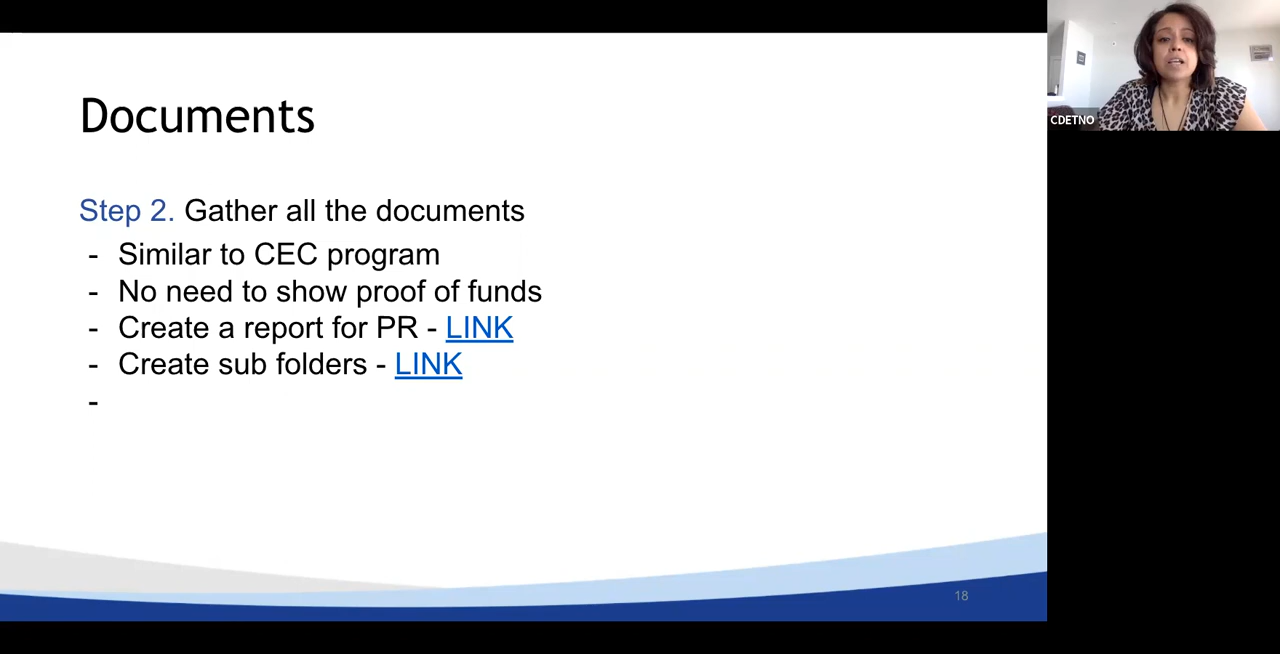 Documents
Step 2. Gather all the documents
- Similar to CEC program
- No need to show proof of funds
- Create a report for PR - LINK
- Create sub folders - LINK
-
18
CDETNO